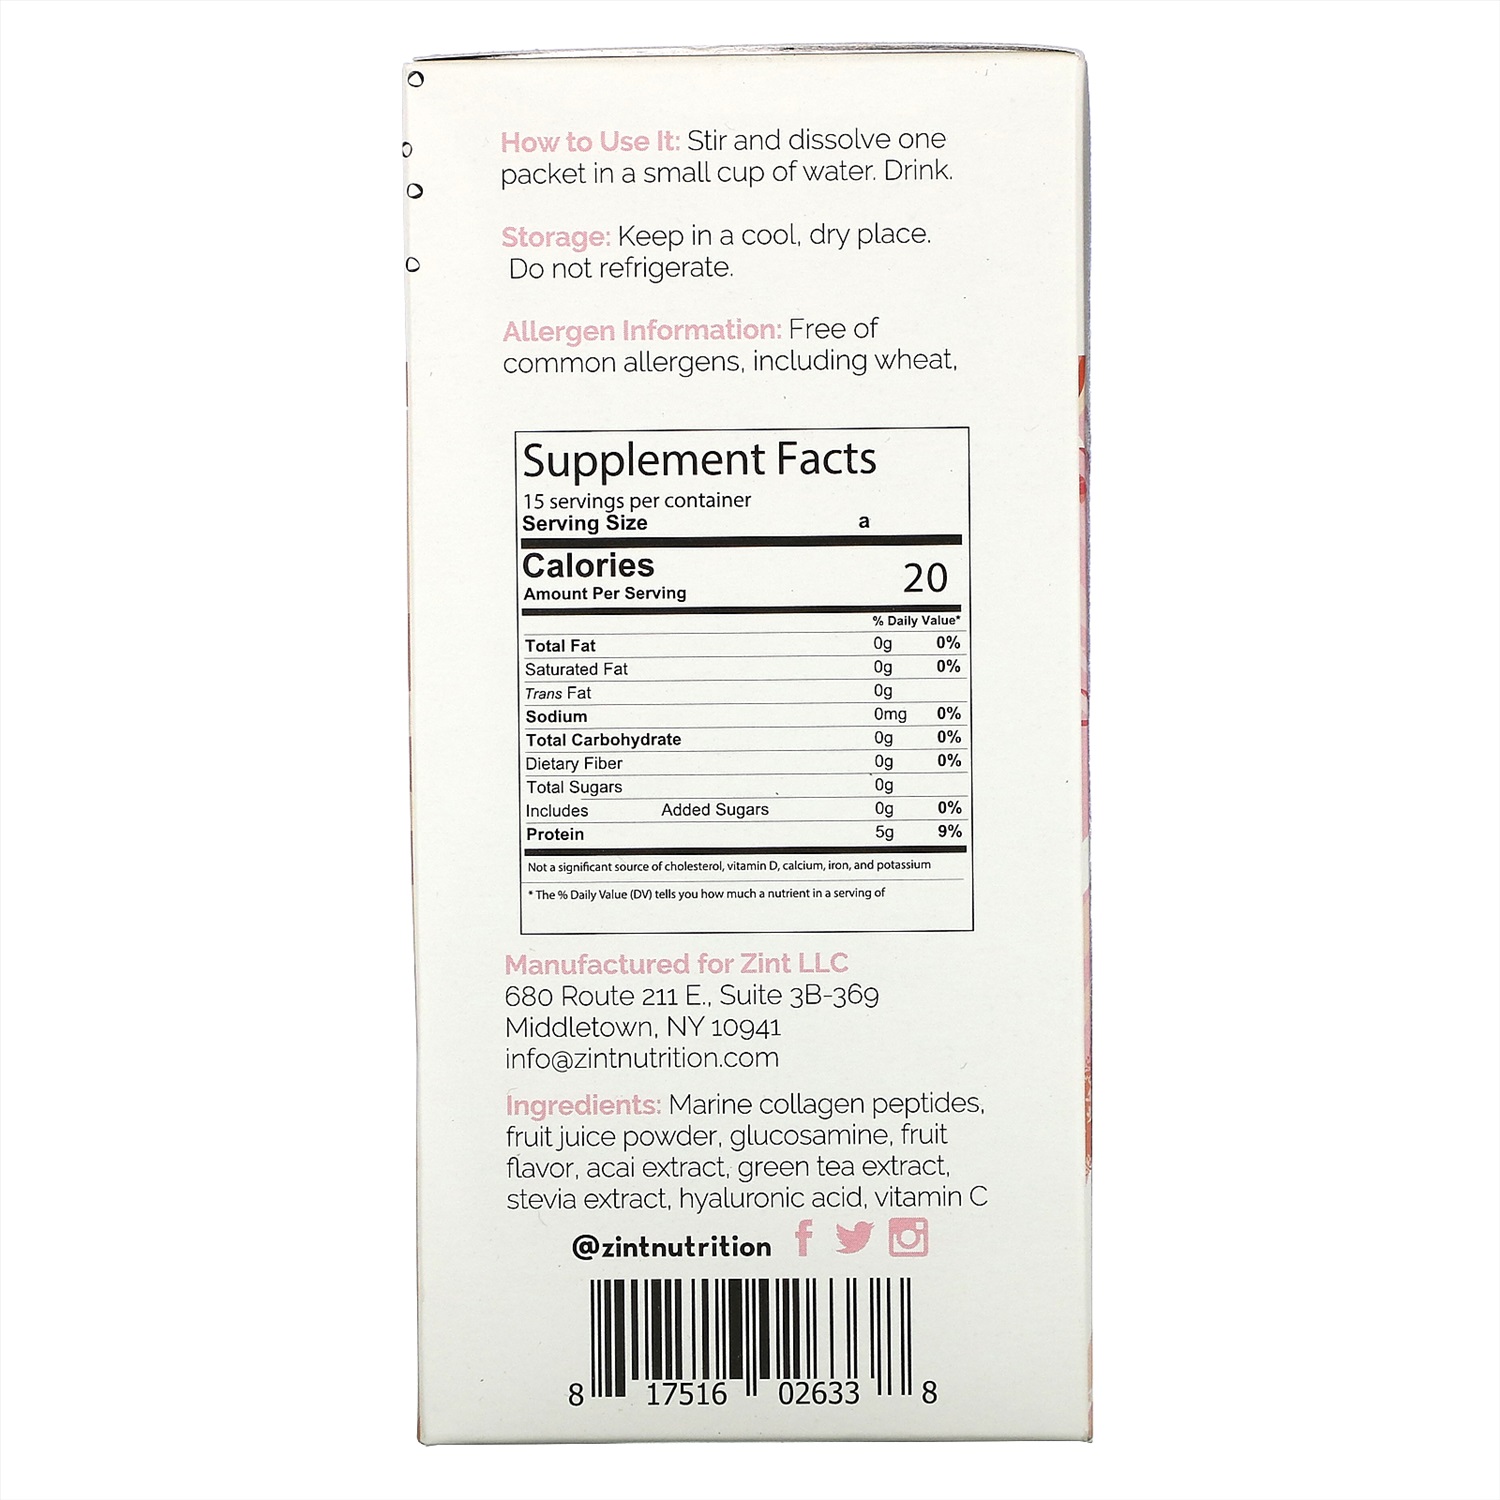 How to Use It: Stir and dissolve one
packet in a small cup of water. Drink.
Storage: Keep in a cool, dry place.
Do not refrigerate.
Allergen Information: Free of
common allergens, including wheat,
Supplement Facts
15 servings per container
Serving Size a
Calories 20
Amount Per Serving
% Daily Value*
Total Fat 0g 0%
Saturated Fat 0g 0%
Trans Fat 0g
Sodium 0mg 0%
Total Carbohydrate 0g 0%
Dietary Fiber 0g 0%
Total Sugars 0g
Includes Added Sugars 0g 0%
Protein 5g 9%
Not a significant source of cholesterol, vitamin D, calcium, iron, and potassium
* The % Daily Value (DV) tells you how much a nutrient in a serving of
Manufactured for Zint LLC
680 Route 211 E., Suite 3B-369
Middletown, NY 10941
info@zintnutrition.com
Ingredients: Marine collagen peptides,
fruit juice powder, glucosamine, fruit
flavor, acai extract, green tea extract,
stevia extract, hyaluronic acid, vitamin C
@zintnutrition
8 17516 02633 8